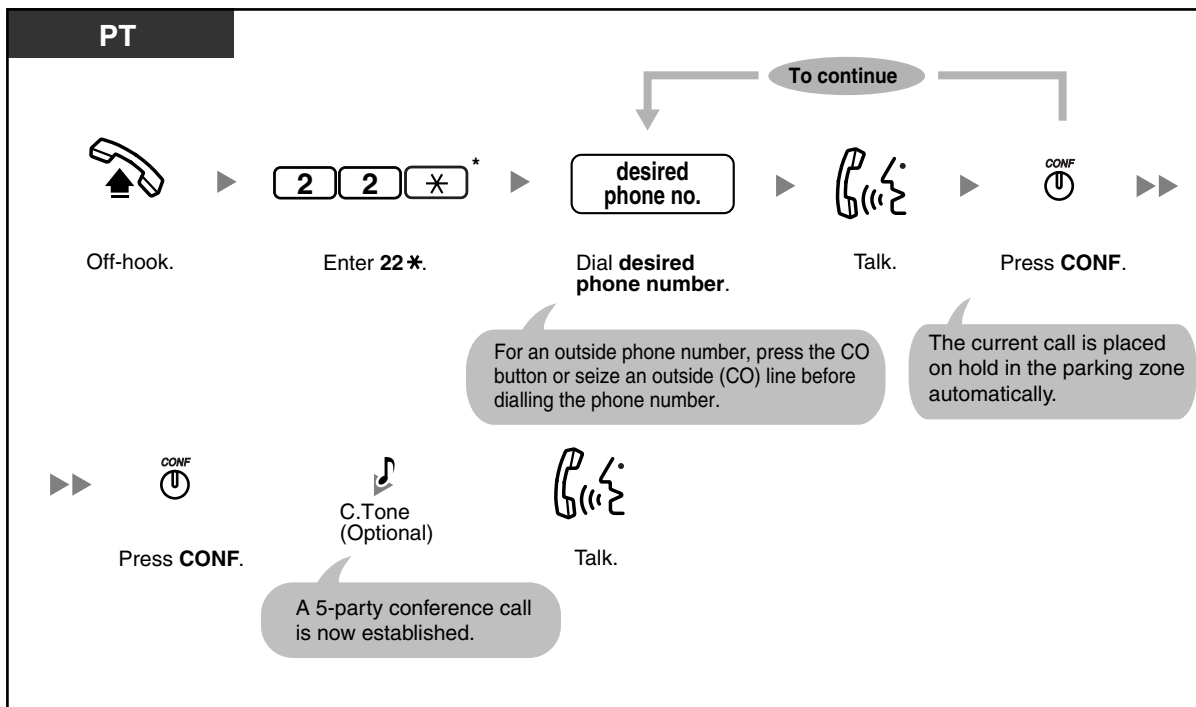 PT
To continue
2 2 ✳ *
desired
phone no.
CONF
Off-hook.
Enter 22 ✳.
Dial desired
phone number.
Talk.
Press CONF.
For an outside phone number, press the CO
button or seize an outside (CO) line before
dialling the phone number.
The current call is placed
on hold in the parking zone
automatically.
CONF
Press CONF.
C.Tone
(Optional)
Talk.
A 5-party conference call
is now established.